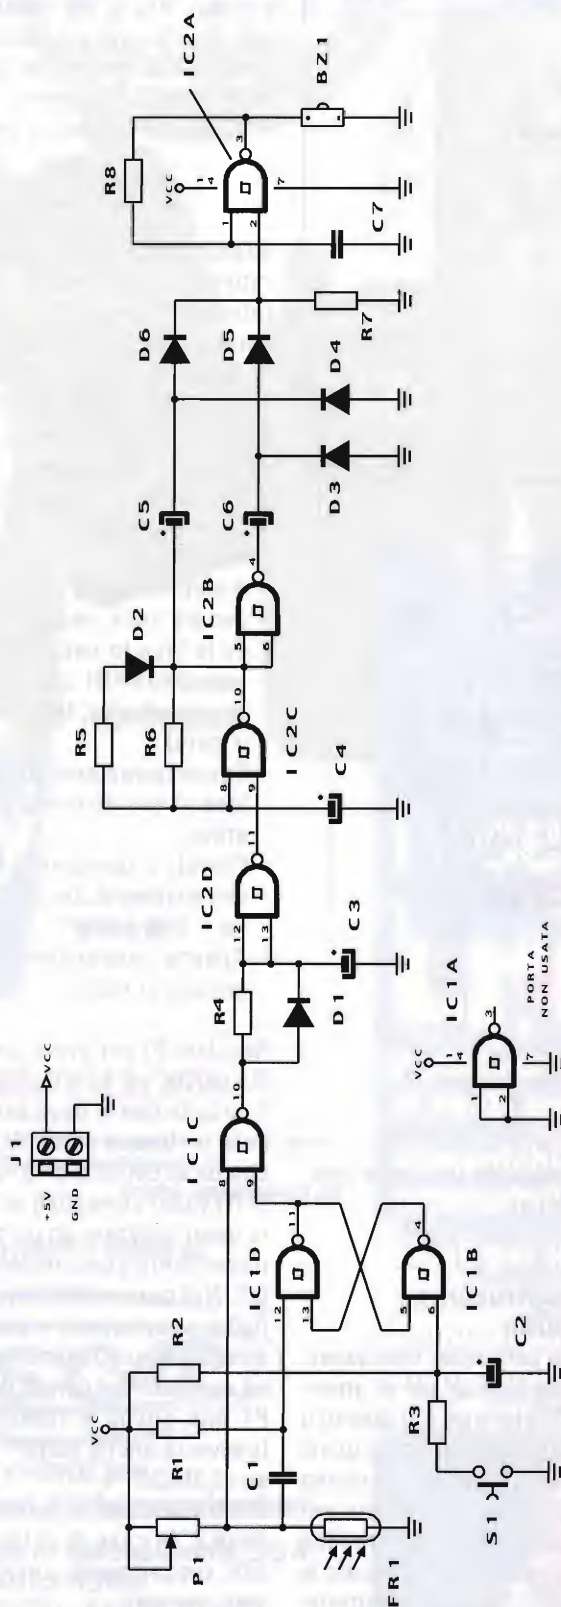 J1
+5V
GND
VCC
VCC
P1
R1
R2
C1
FR1
S1
R3
C2
12
13
11
IC1D
5
6
4
IC1B
8
9
10
IC1C
R4
D1
C3
VCC
14
1
2
3
7
IC1A
PORTA
NON USATA
12
13
11
IC2D
R5
R6
D2
8
9
10
IC2C
C4
5
6
4
IC2B
C5
C6
D3
D4
D5
D6
R7
R8
VCC
14
1
2
3
7
IC2A
C7
BZ1